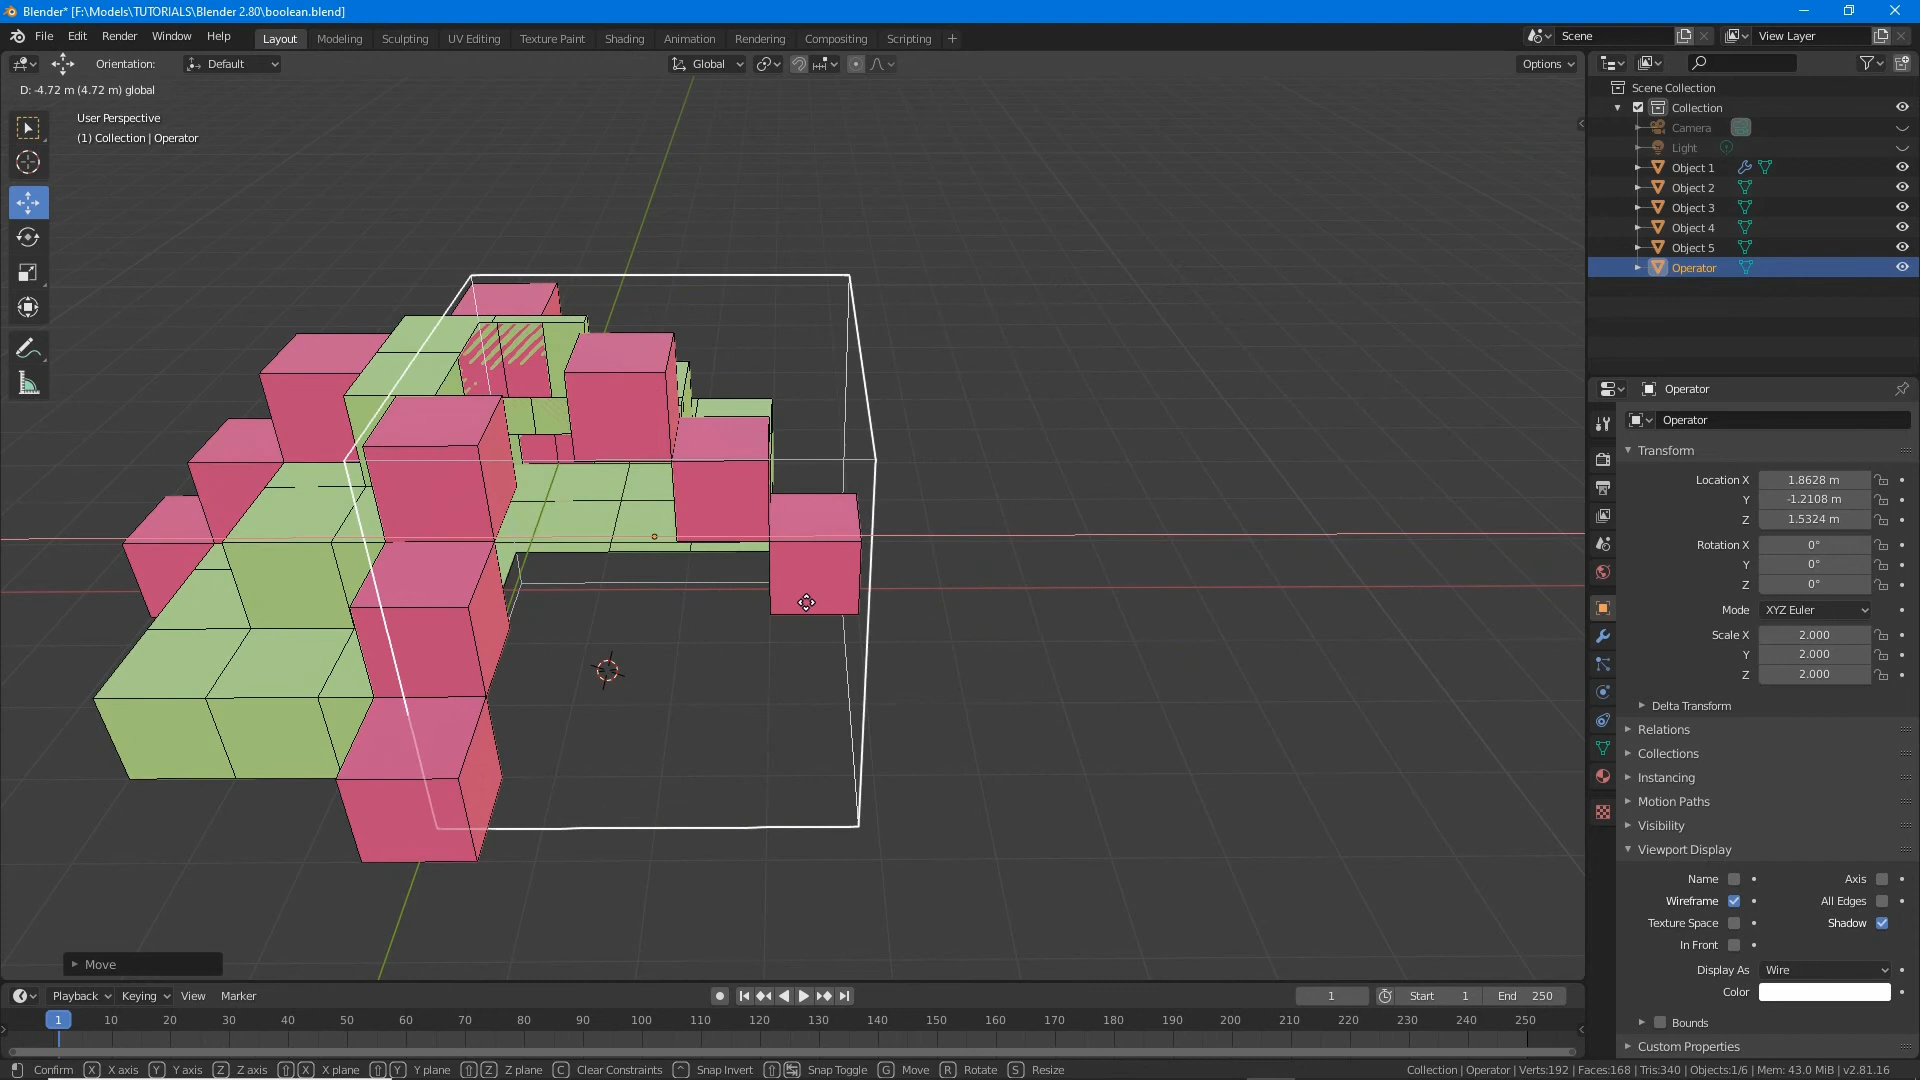 Blender* [F:\Models\TUTORIALS\Blender 2.80\boolean.blend]
File Edit Render Window Help Layout Modeling Sculpting UV Editing Texture Paint Shading Animation Rendering Compositing Scripting + Scene View Layer
Orientation: Default Global Options
D: -4.72 m (4.72 m) global
User Perspective
(1) Collection | Operator
Scene Collection
Collection
Camera
Light
Object 1
Object 2
Object 3
Object 4
Object 5
Operator
Operator
Operator
Transform
Location X 1.8628 m
Y -1.2108 m
Z 1.5324 m
Rotation X 0°
Y 0°
Z 0°
Mode XYZ Euler
Scale X 2.000
Y 2.000
Z 2.000
Delta Transform
Relations
Collections
Instancing
Motion Paths
Visibility
Viewport Display
Name Axis
Wireframe All Edges
Texture Space Shadow
In Front
Display As Wire
Color
Bounds
Custom Properties
Move
Playback Keying View Marker 1 Start 1 End 250
1 10 20 30 40 50 60 70 80 90 100 110 120 130 140 150 160 170 180 190 200 210 220 230 240 250
Confirm X X axis Y Y axis Z Z axis X X plane Y Y plane Z Z plane C Clear Constraints ^ Snap Invert Snap Toggle G Move R Rotate S Resize Collection | Operator | Verts:192 | Faces:168 | Tris:340 | Objects:1/6 | Mem: 43.0 MiB | v2.81.16